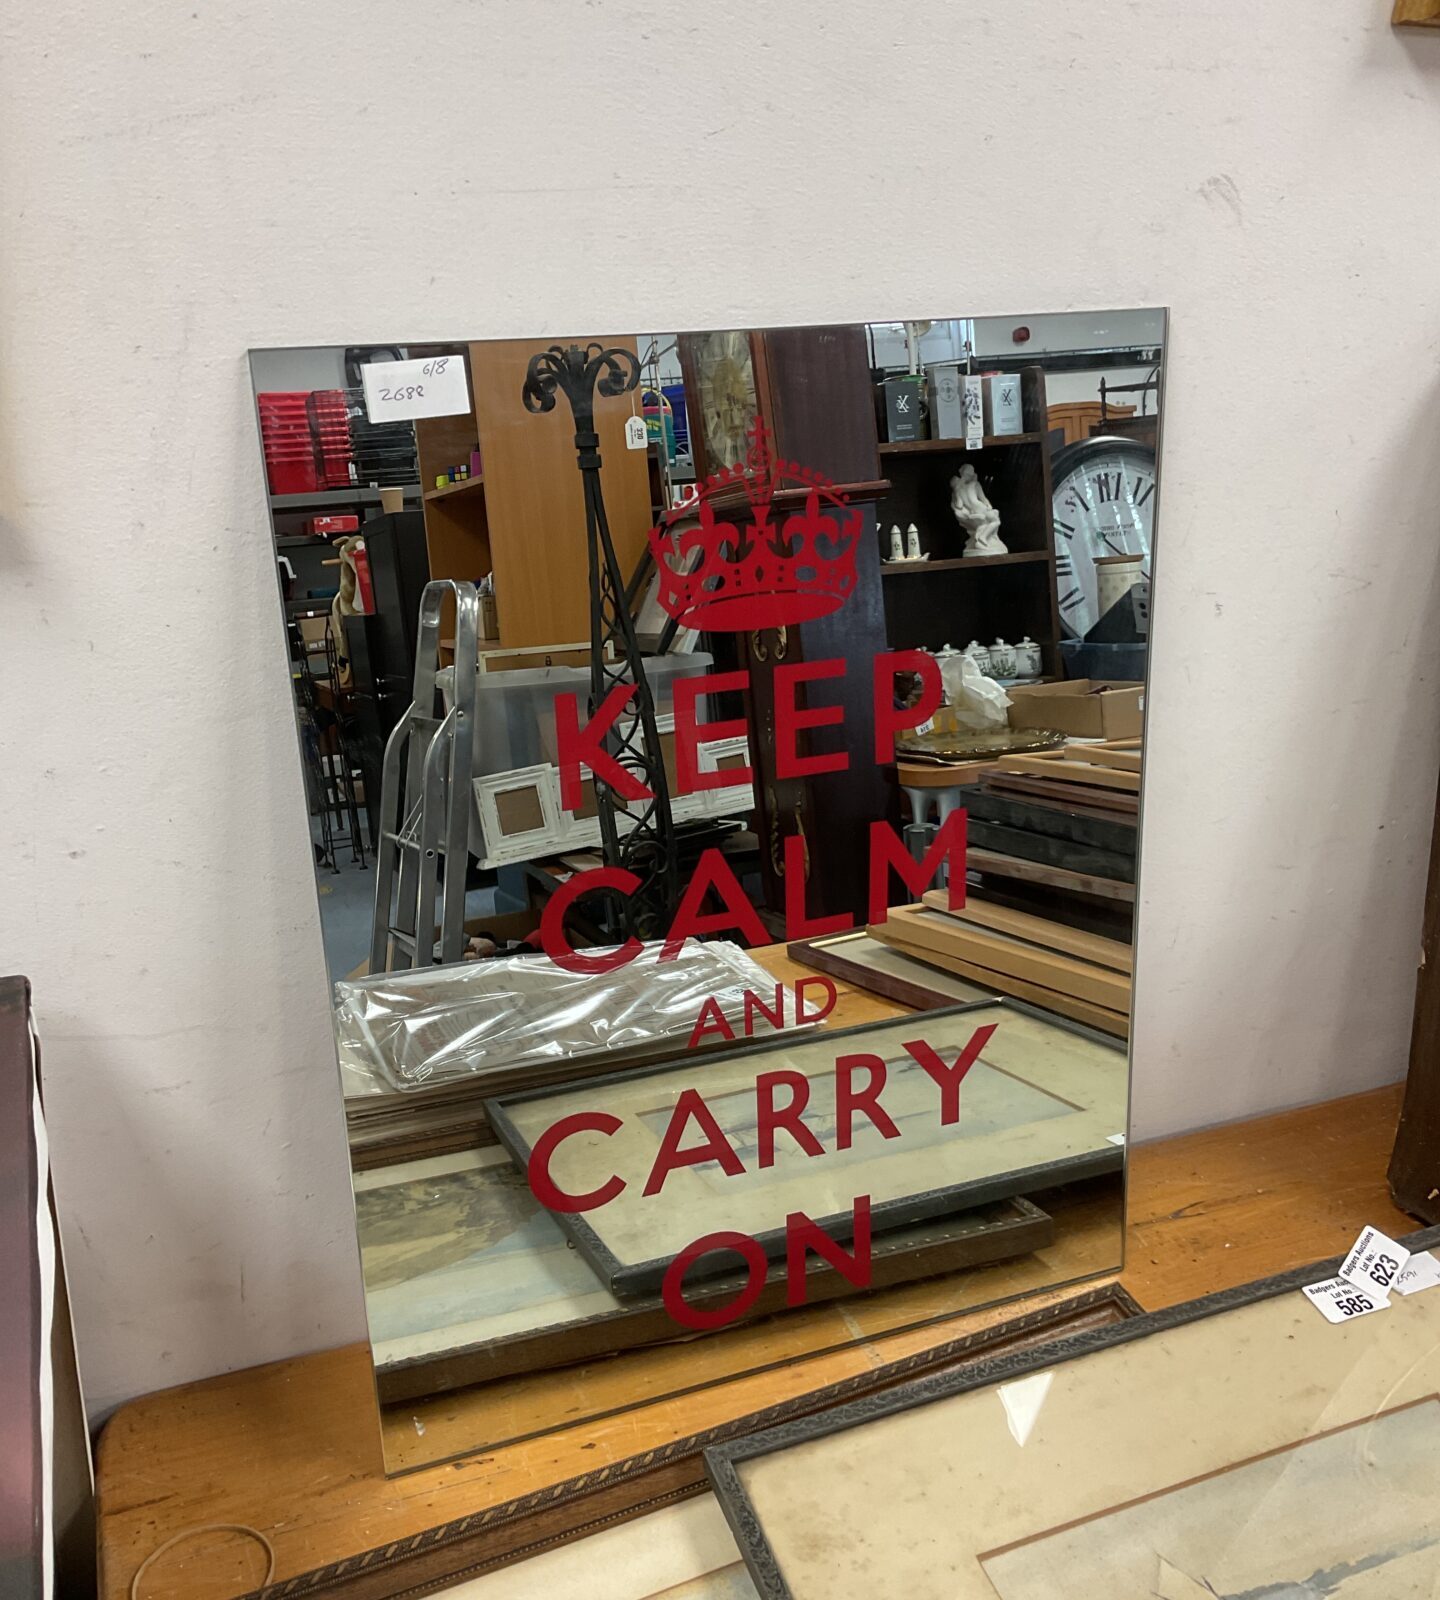 6/8
2688
KEEP
CALM
AND
CARRY
ON
Badgers Auctions
Lot No.
623
Lot No.
585